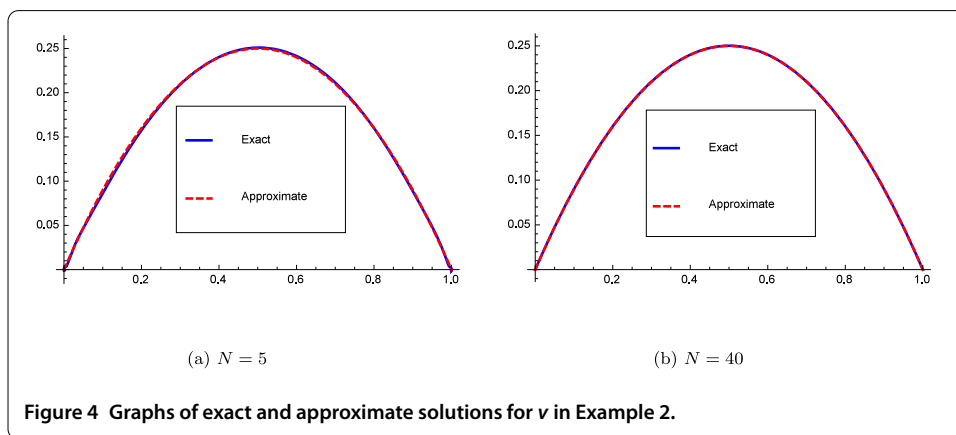 0.25
0.20
0.15
0.10
0.05
0.2
0.4
0.6
0.8
1.0
Exact
Approximate
(a) N = 5
0.25
0.20
0.15
0.10
0.05
0.2
0.4
0.6
0.8
1.0
Exact
Approximate
(b) N = 40
Figure 4 Graphs of exact and approximate solutions for v in Example 2.